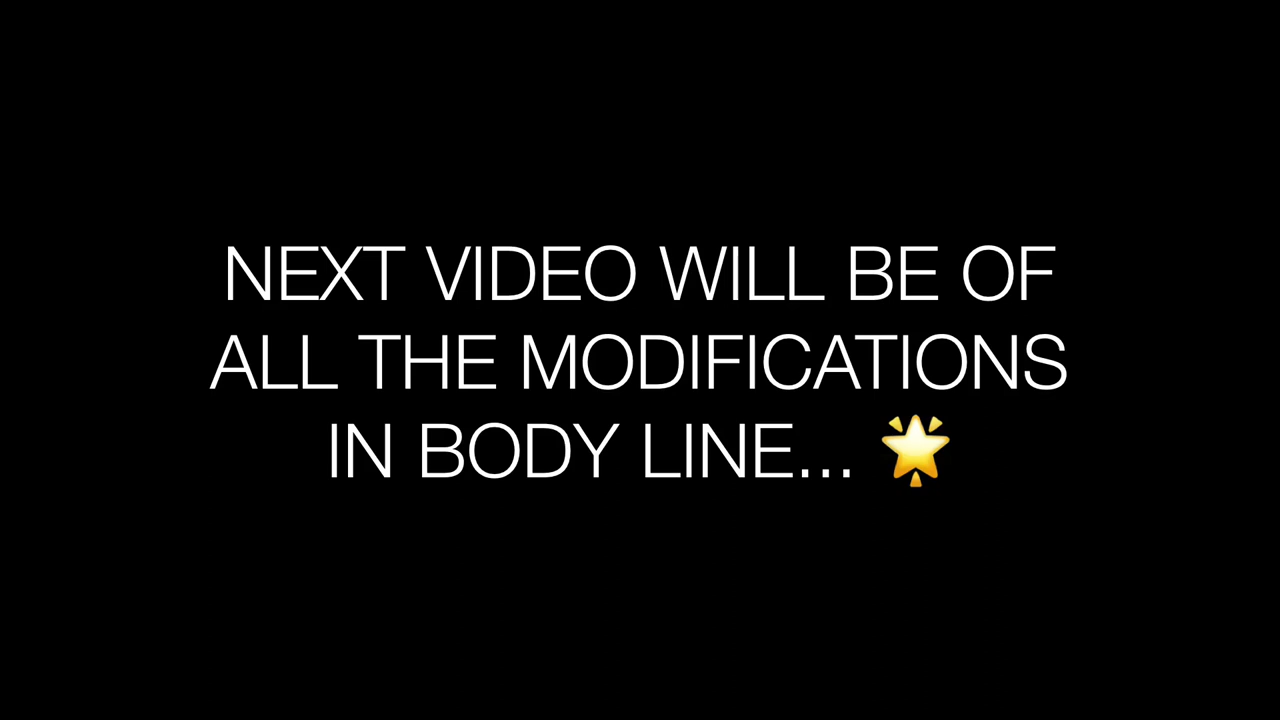 NEXT VIDEO WILL BE OF
ALL THE MODIFICATIONS
IN BODY LINE... 🌟